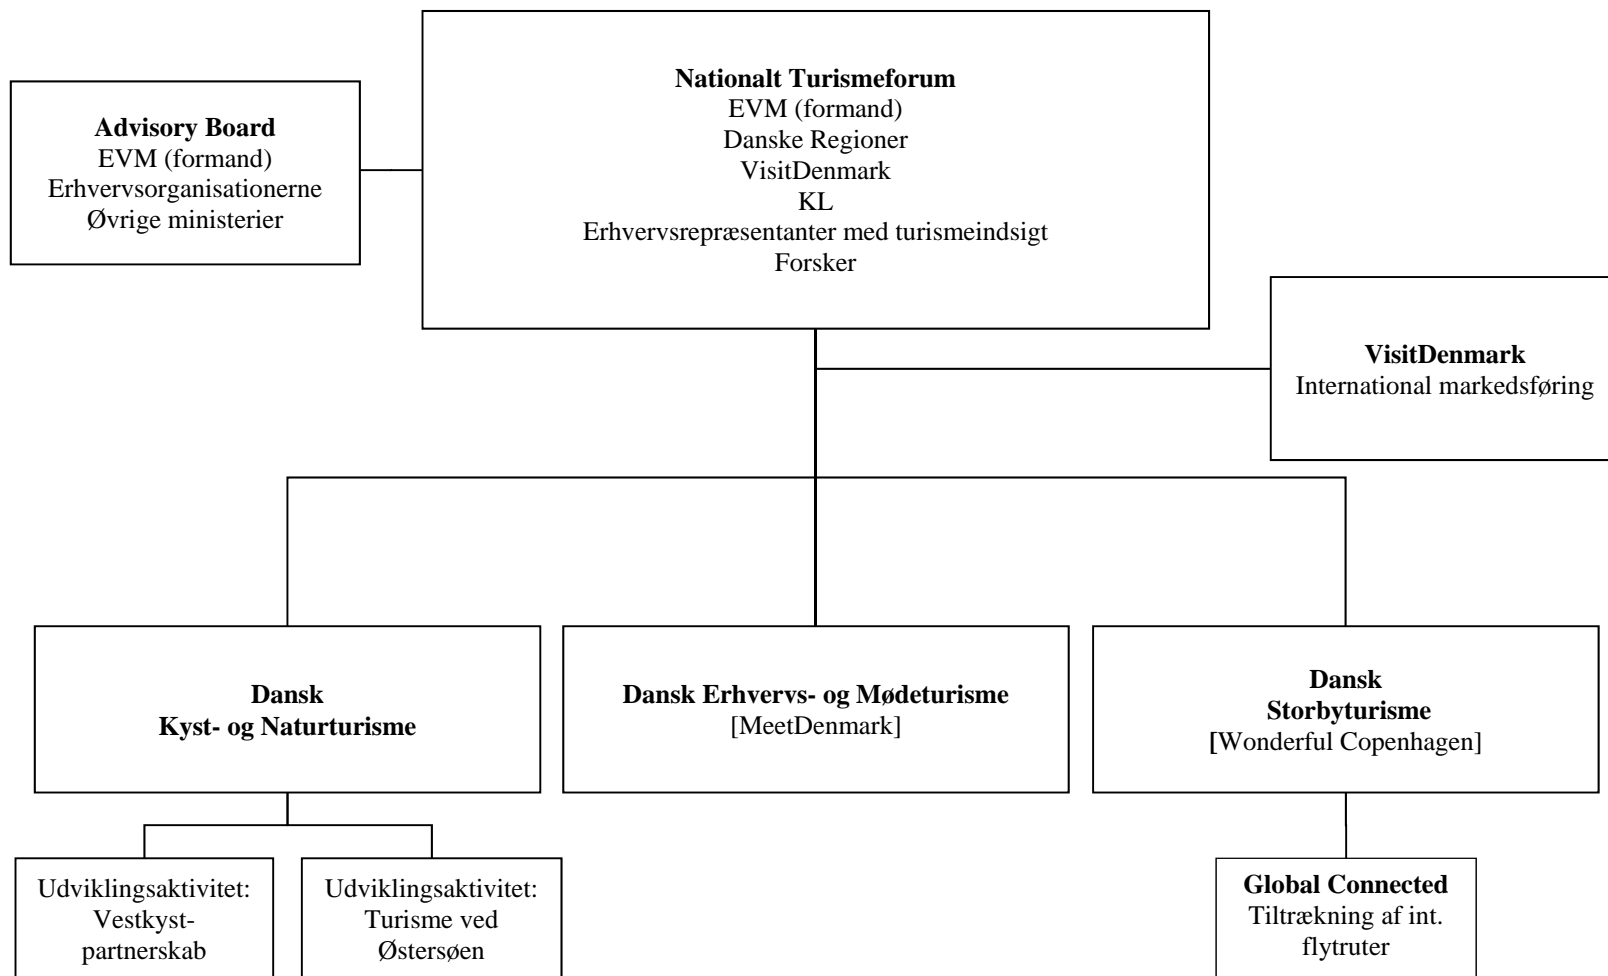 Nationalt Turismeforum
EVM (formand)
Danske Regioner
VisitDenmark
KL
Erhvervsrepræsentanter med turismeindsigt
Forsker
Advisory Board
EVM (formand)
Erhvervsorganisationerne
Øvrige ministerier
VisitDenmark
International markedsføring
Dansk
Kyst- og Naturturisme
Dansk Erhvervs- og Mødeturisme
[MeetDenmark]
Dansk
Storbyturisme
[Wonderful Copenhagen]
Udviklingsaktivitet:
Vestkyst-
partnerskab
Udviklingsaktivitet:
Turisme ved
Østersøen
Global Connected
Tiltrækning af int.
flytruter